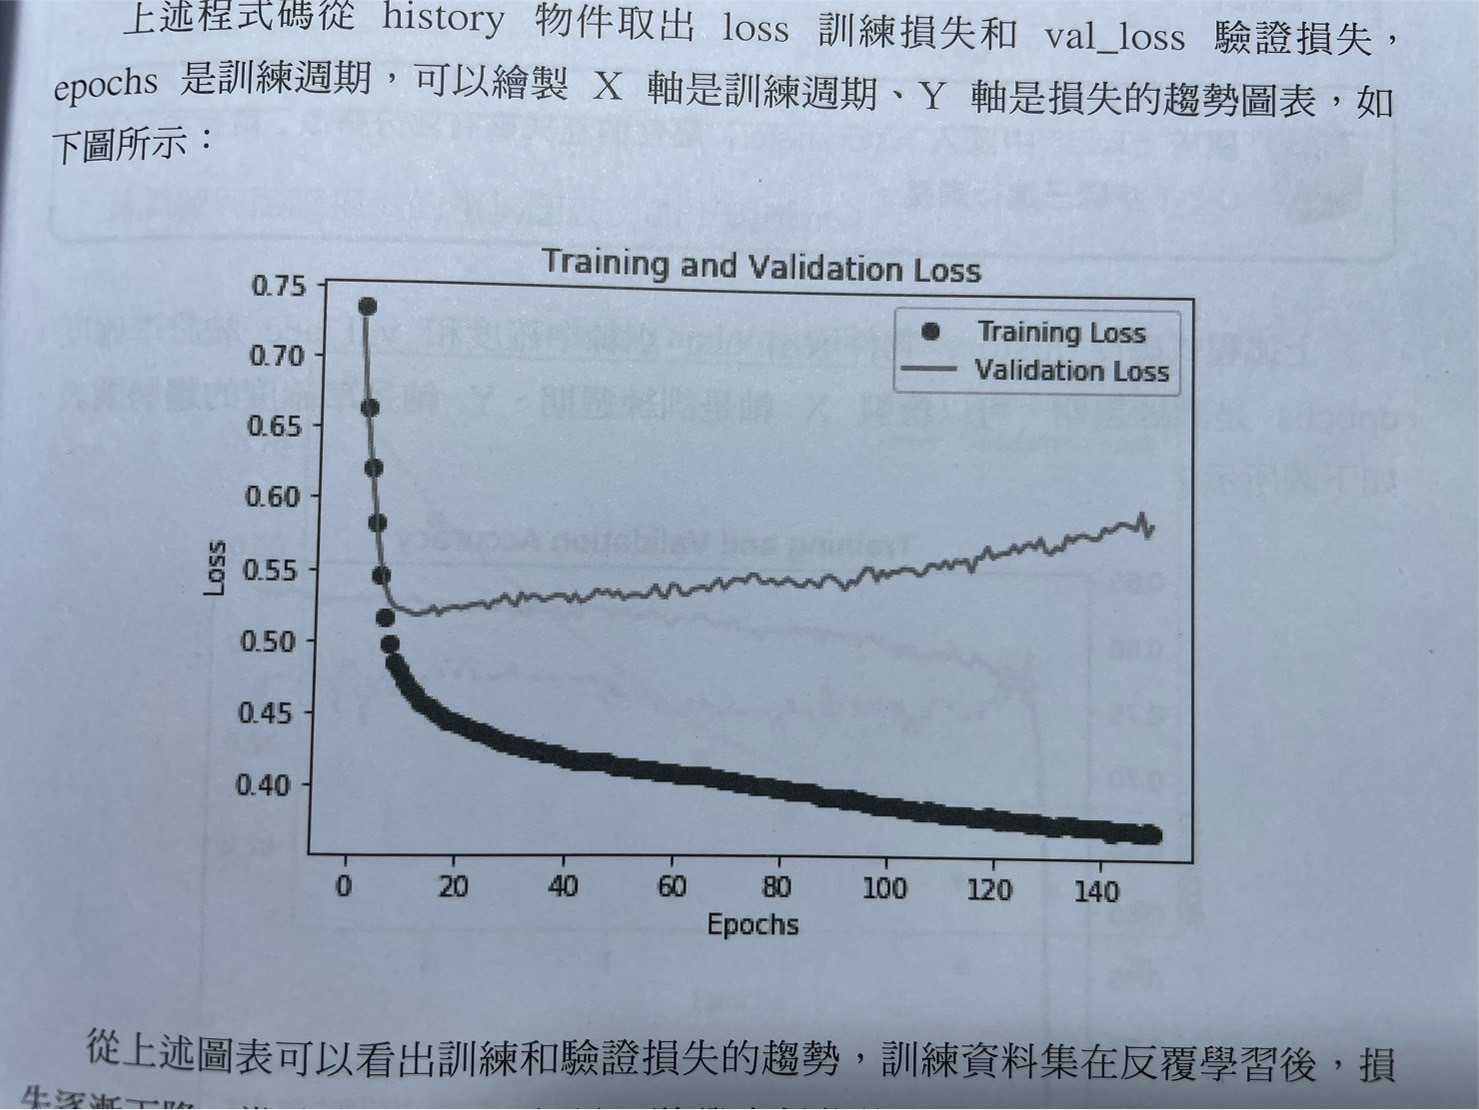 上述程式碼從 history 物件取出 loss 訓練損失和 val_loss 驗證損失，
epochs 是訓練週期，可以繪製 X 軸是訓練週期、Y 軸是損失的趨勢圖表，如
下圖所示：
Training and Validation Loss
0.75
Training Loss
Validation Loss
0.70
0.65
0.60
0.55
0.50
0.45
0.40
Loss
0 20 40 60 80 100 120 140
Epochs
從上述圖表可以看出訓練和驗證損失的趨勢，訓練資料集在反覆學習後，損
失逐漸下降